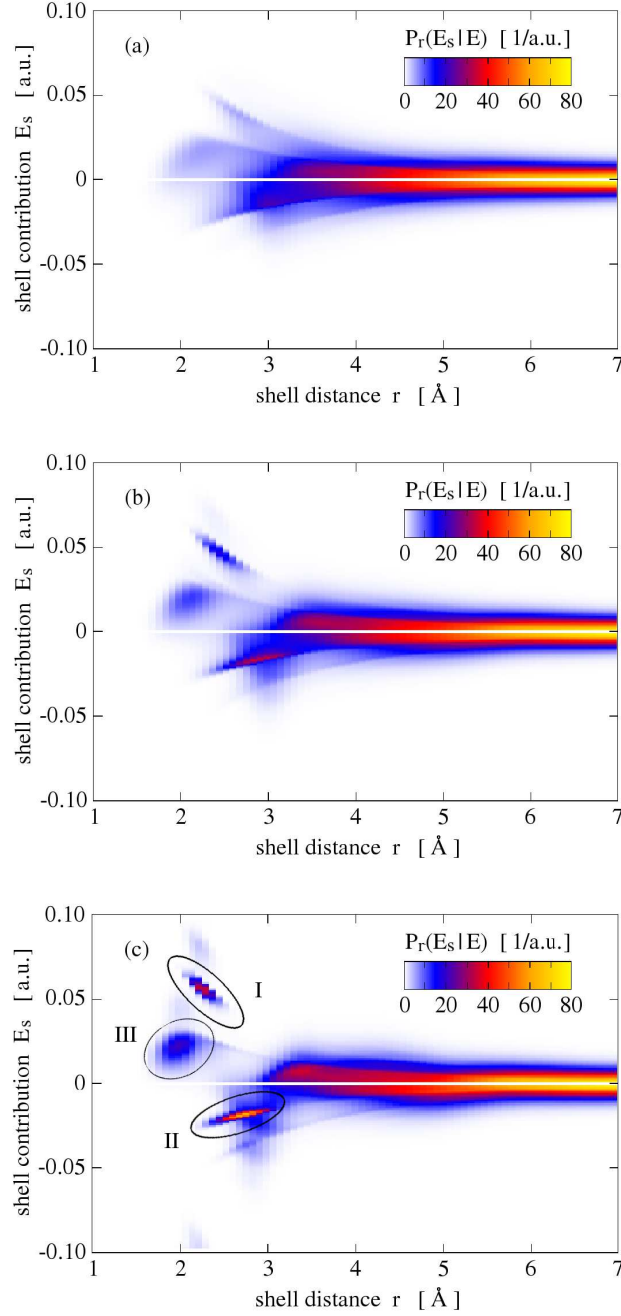 (a)
P_r(E_s|E) [ 1/a.u.]
0 20 40 60 80
0.10
0.05
0
-0.05
-0.10
shell contribution E_s [ a.u.]
1 2 3 4 5 6 7
shell distance r [ Å ]
(b)
P_r(E_s|E) [ 1/a.u.]
0 20 40 60 80
0.10
0.05
0
-0.05
-0.10
shell contribution E_s [ a.u.]
1 2 3 4 5 6 7
shell distance r [ Å ]
(c)
P_r(E_s|E) [ 1/a.u.]
0 20 40 60 80
I
III
II
0.10
0.05
0
-0.05
-0.10
shell contribution E_s [ a.u.]
1 2 3 4 5 6 7
shell distance r [ Å ]